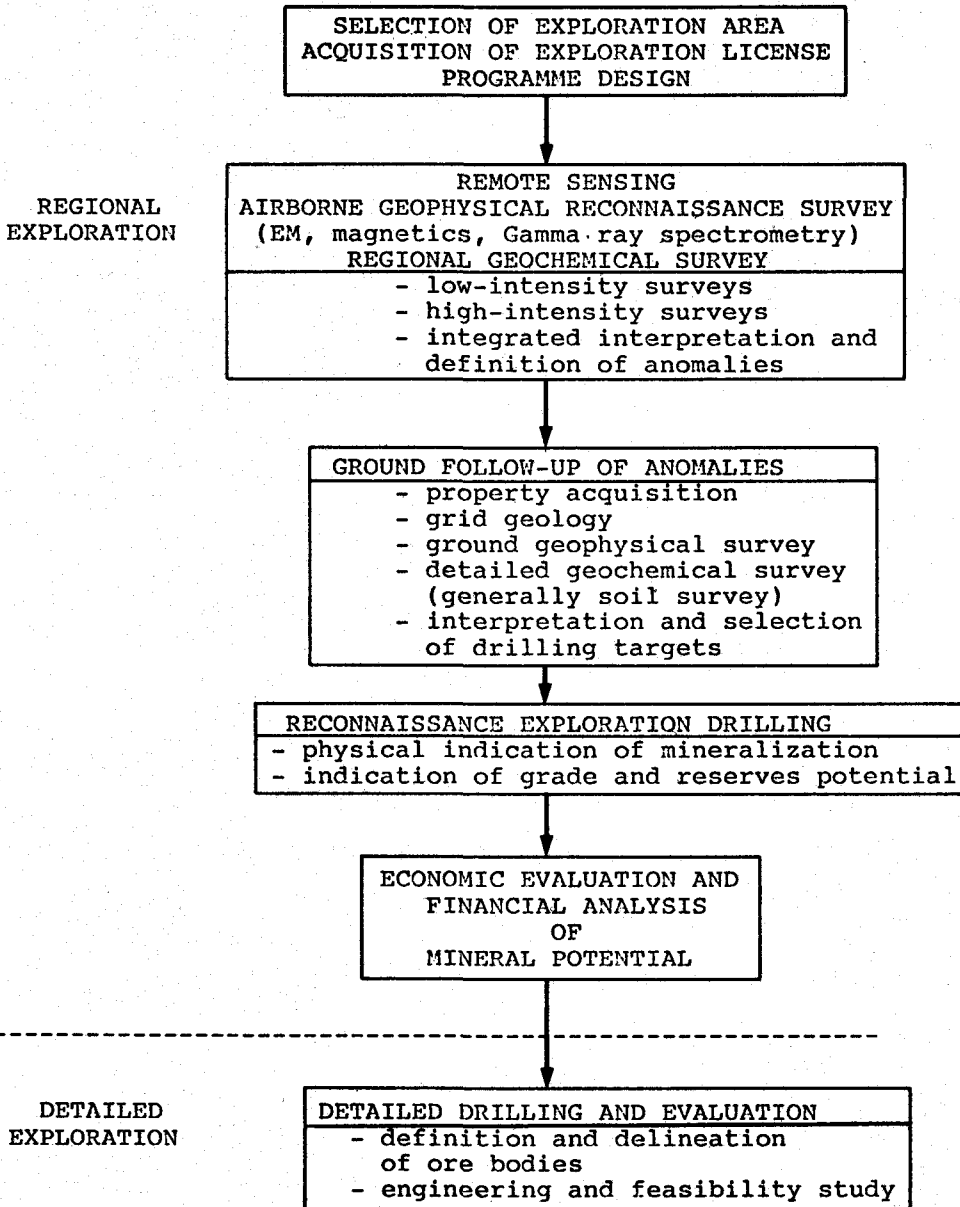 SELECTION OF EXPLORATION AREA
ACQUISITION OF EXPLORATION LICENSE
PROGRAMME DESIGN
REGIONAL
EXPLORATION
REMOTE SENSING
AIRBORNE GEOPHYSICAL RECONNAISSANCE SURVEY
(EM, magnetics, Gamma ray spectrometry)
REGIONAL GEOCHEMICAL SURVEY
- low-intensity surveys
- high-intensity surveys
- integrated interpretation and
definition of anomalies
GROUND FOLLOW-UP OF ANOMALIES
- property acquisition
- grid geology
- ground geophysical survey
- detailed geochemical survey
(generally soil survey)
- interpretation and selection
of drilling targets
RECONNAISSANCE EXPLORATION DRILLING
- physical indication of mineralization
- indication of grade and reserves potential
ECONOMIC EVALUATION AND
FINANCIAL ANALYSIS
OF
MINERAL POTENTIAL
DETAILED
EXPLORATION
DETAILED DRILLING AND EVALUATION
- definition and delineation
of ore bodies
- engineering and feasibility study